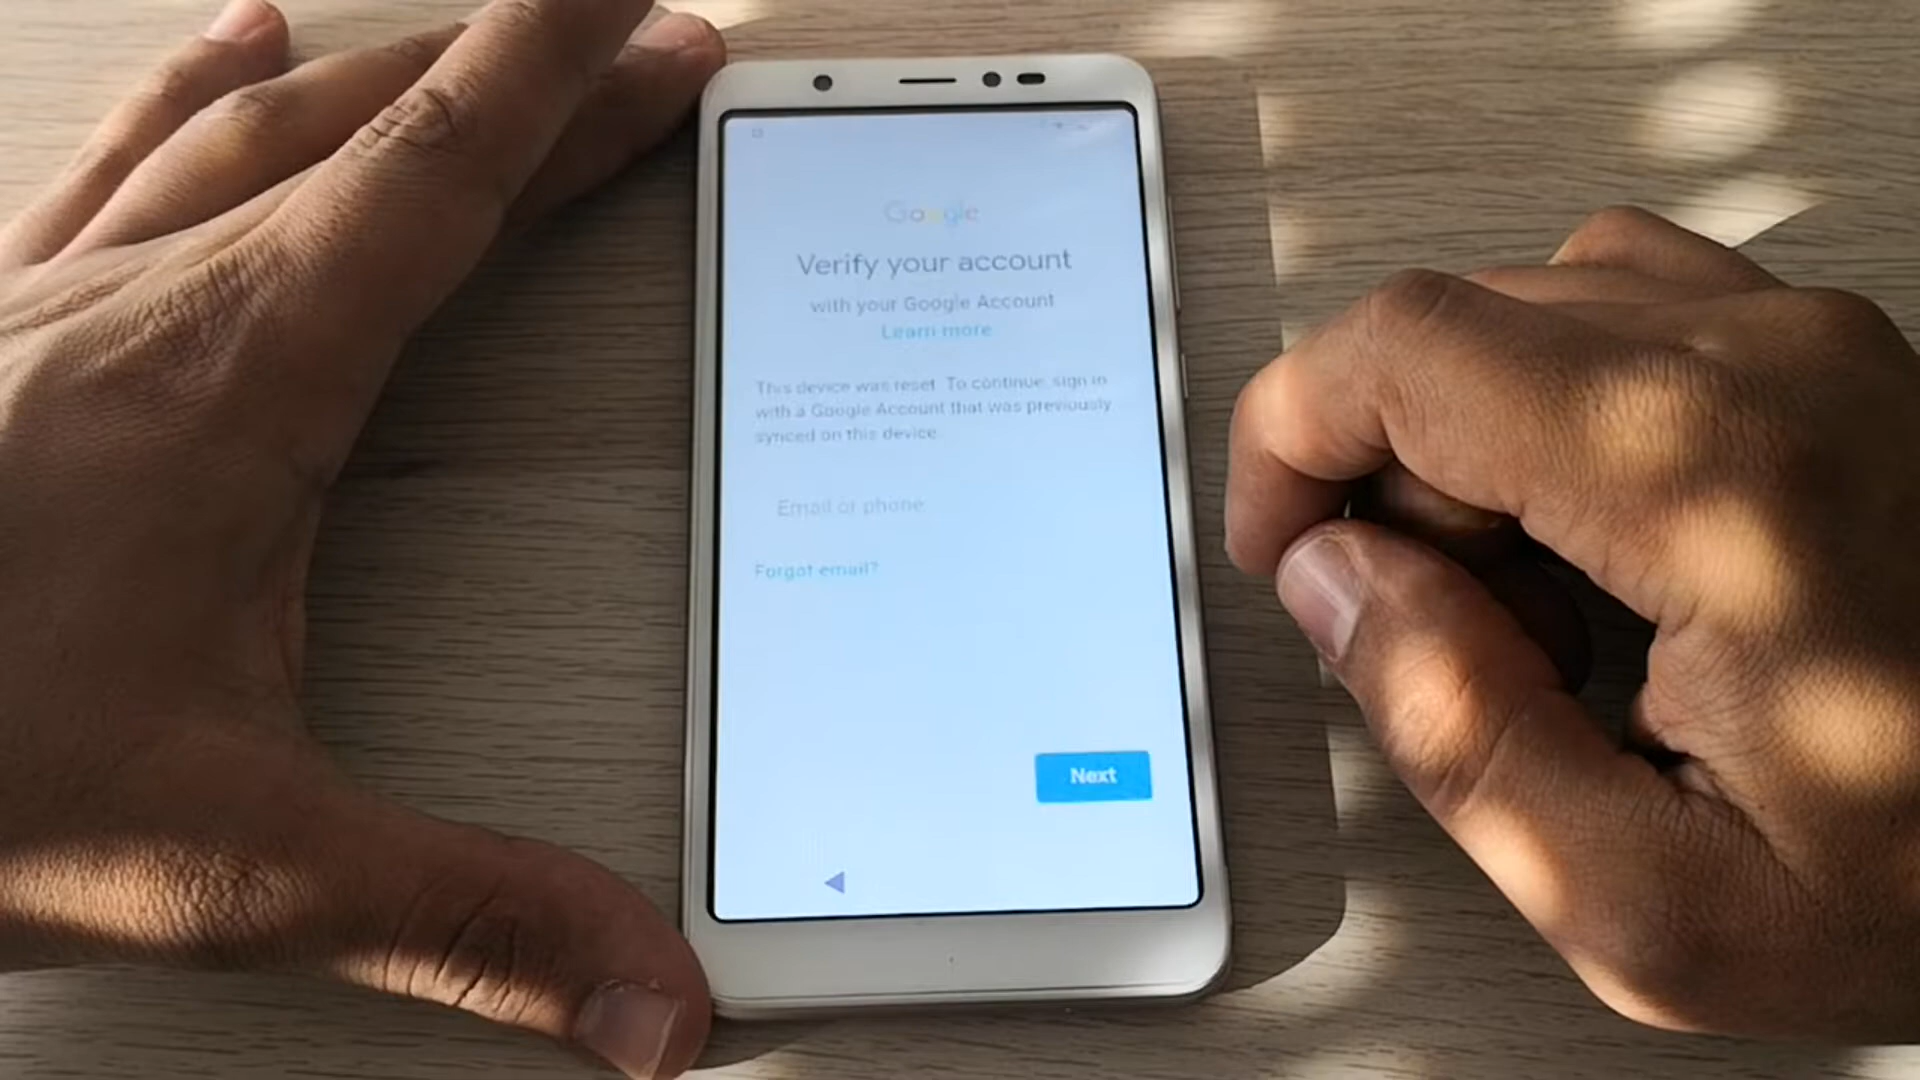 Google
Verify your account
with your Google Account
Learn more
This device was reset. To continue, sign in
with a Google Account that was previously
synced on this device.
Email or phone
Forgot email?
Next